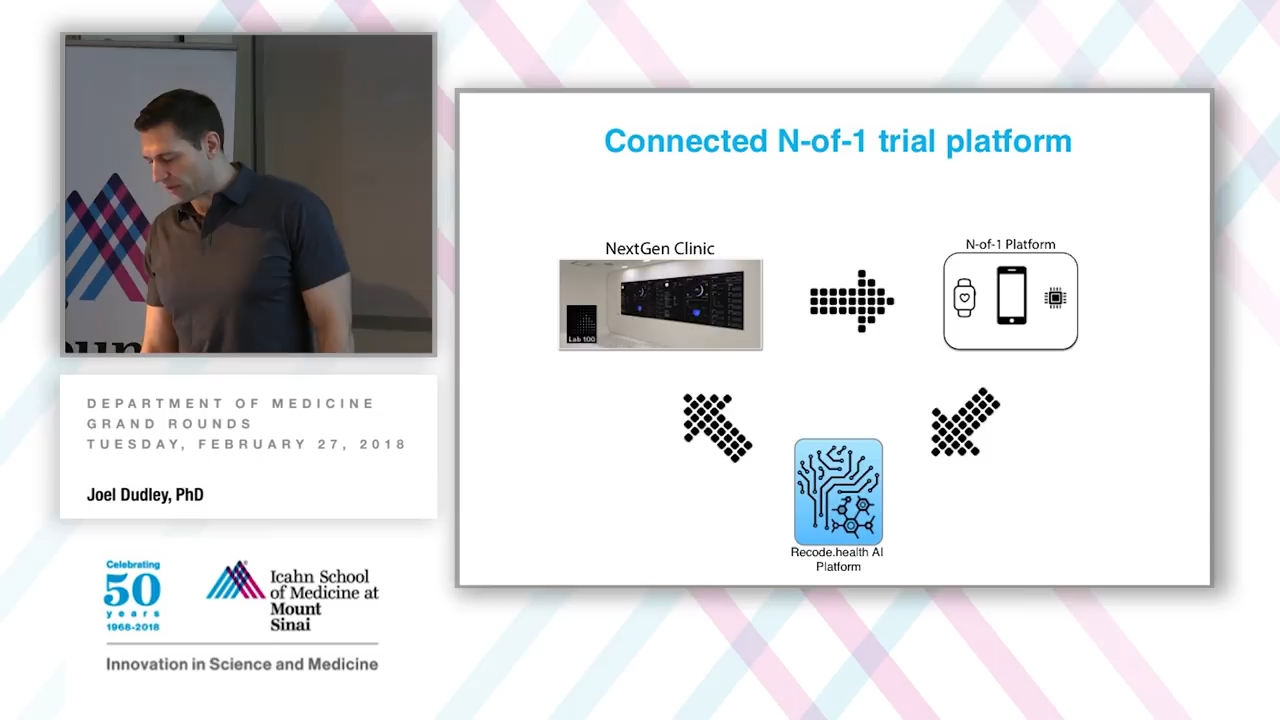 DEPARTMENT OF MEDICINE
GRAND ROUNDS
TUESDAY, FEBRUARY 27, 2018
Joel Dudley, PhD
Celebrating
50
years
1968-2018
Icahn School
of Medicine at
Mount
Sinai
Innovation in Science and Medicine
Connected N-of-1 trial platform
NextGen Clinic
Lab 100
N-of-1 Platform
Recode.health AI
Platform